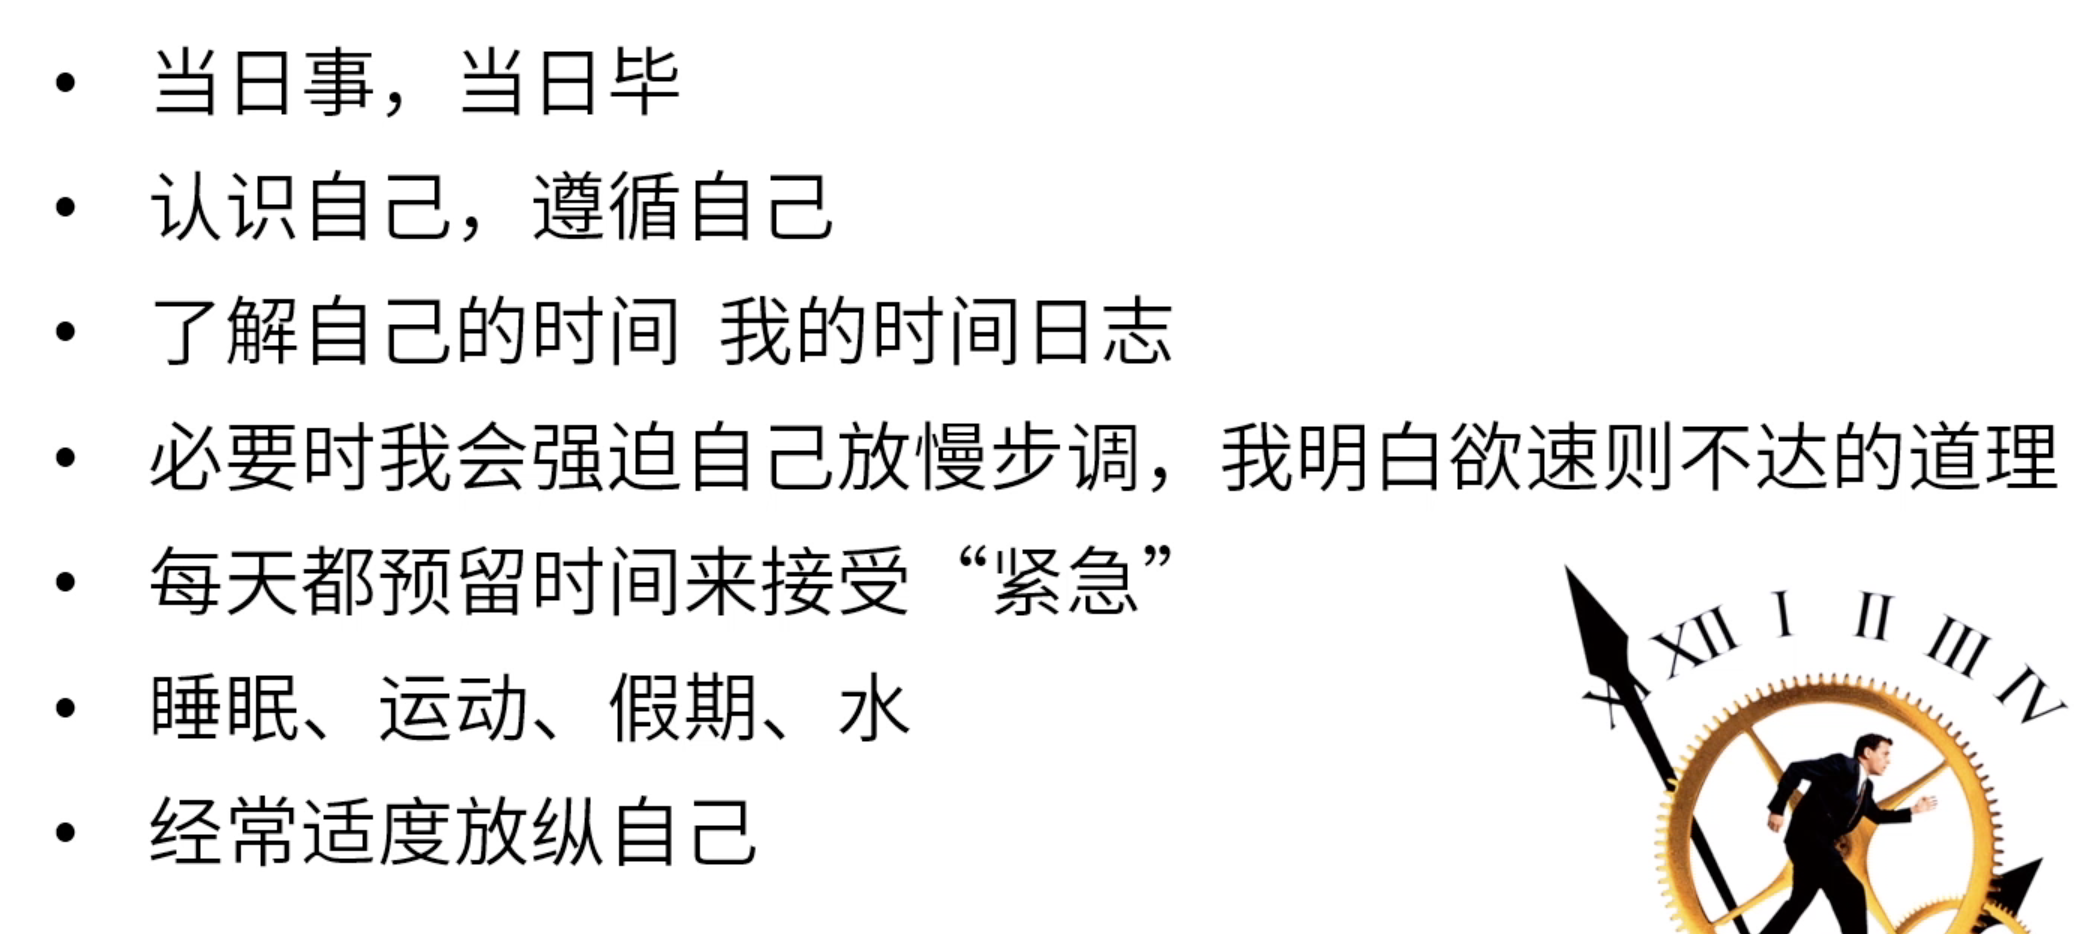 • 当日事，当日毕
• 认识自己，遵循自己
• 了解自己的时间 我的时间日志
• 必要时我会强迫自己放慢步调，我明白欲速则不达的道理
• 每天都预留时间来接受“紧急”
• 睡眠、运动、假期、水
• 经常适度放纵自己
XI XII I II III IV